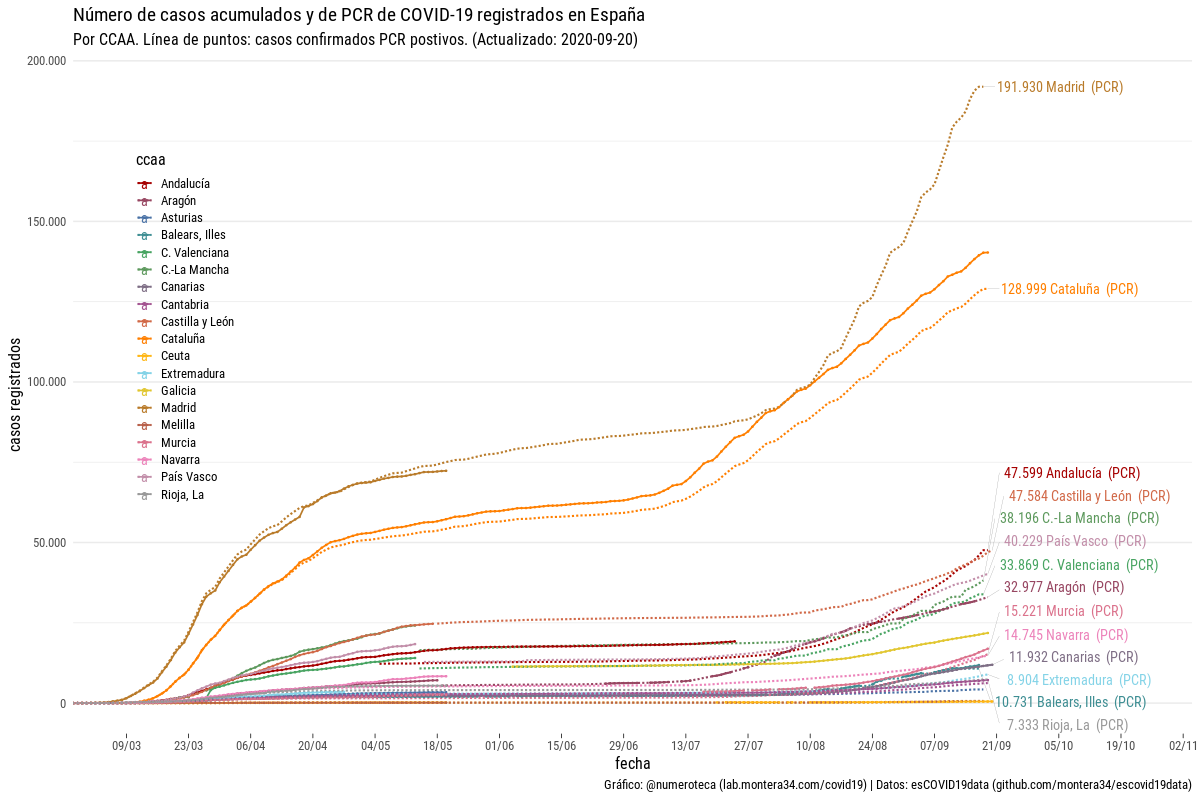 Número de casos acumulados y de PCR de COVID-19 registrados en España
Por CCAA. Línea de puntos: casos confirmados PCR postivos. (Actualizado: 2020-09-20)
casos registrados
200.000
150.000
100.000
50.000
0
ccaa
Andalucía
Aragón
Asturias
Balears, Illes
C. Valenciana
C.-La Mancha
Canarias
Cantabria
Castilla y León
Cataluña
Ceuta
Extremadura
Galicia
Madrid
Melilla
Murcia
Navarra
País Vasco
Rioja, La
191.930 Madrid (PCR)
128.999 Cataluña (PCR)
47.599 Andalucía (PCR)
47.584 Castilla y León (PCR)
38.196 C.-La Mancha (PCR)
40.229 País Vasco (PCR)
33.869 C. Valenciana (PCR)
32.977 Aragón (PCR)
15.221 Murcia (PCR)
14.745 Navarra (PCR)
11.932 Canarias (PCR)
8.904 Extremadura (PCR)
10.731 Balears, Illes (PCR)
7.333 Rioja, La (PCR)
09/03 23/03 06/04 20/04 04/05 18/05 01/06 15/06 29/06 13/07 27/07 10/08 24/08 07/09 21/09 05/10 19/10 02/11
fecha
Gráfico: @numeroteca (lab.montera34.com/covid19) | Datos: esCOVID19data (github.com/montera34/escovid19data)